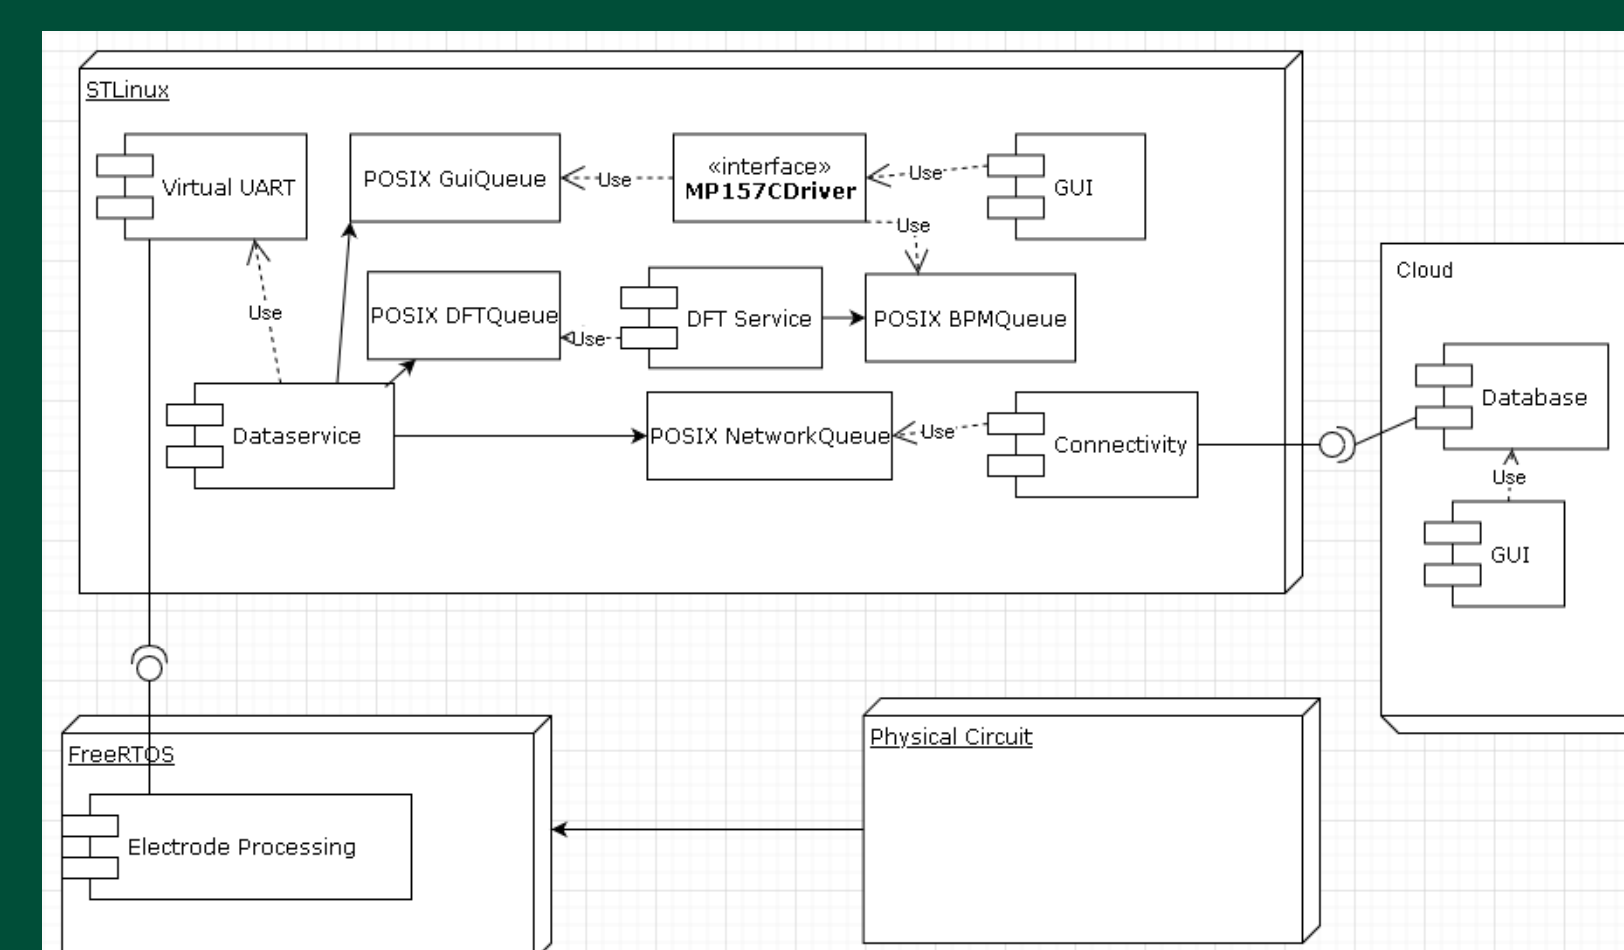 STLinux
Virtual UART
POSIX GuiQueue
Use
«interface»
MP157CDriver
Use
GUI
Use
Use
POSIX DFTQueue
Use
DFT Service
POSIX BPMQueue
Dataservice
POSIX NetworkQueue
Use
Connectivity
Cloud
Database
Use
GUI
FreeRTOS
Electrode Processing
Physical Circuit